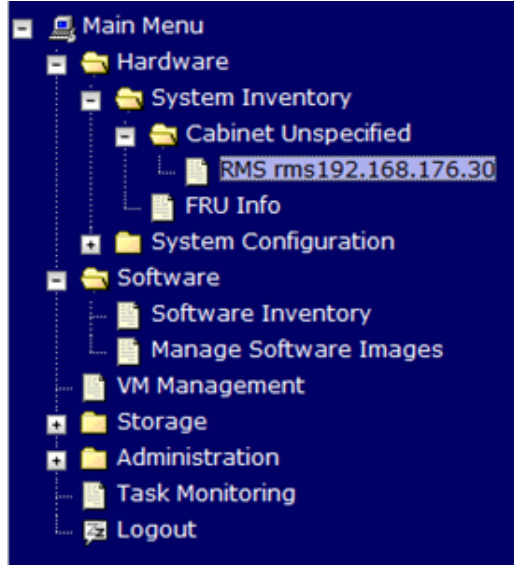 Main Menu
Hardware
System Inventory
Cabinet Unspecified
RMS rms192.168.176.30
FRU Info
System Configuration
Software
Software Inventory
Manage Software Images
VM Management
Storage
Administration
Task Monitoring
Logout